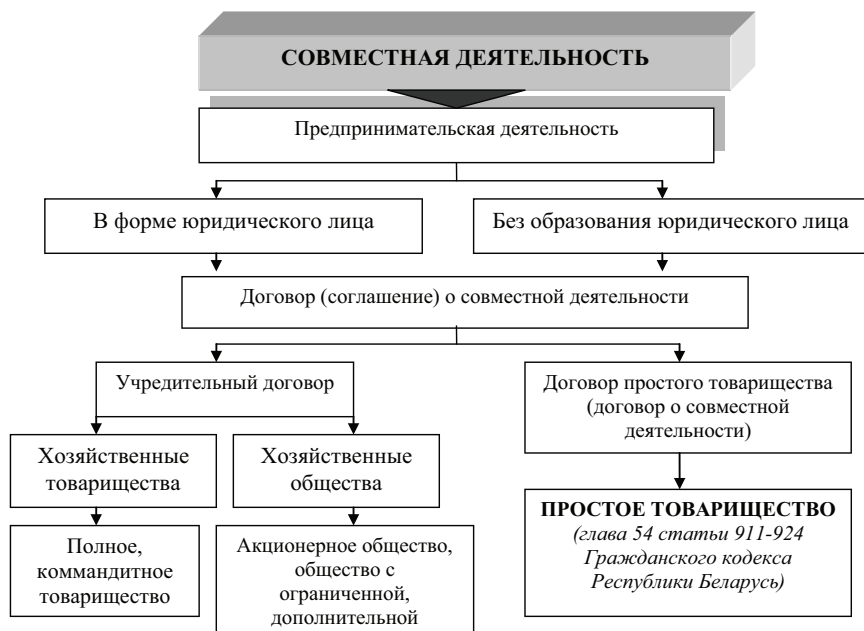 СОВМЕСТНАЯ ДЕЯТЕЛЬНОСТЬ
Предпринимательская деятельность
В форме юридического лица
Без образования юридического лица
Договор (соглашение) о совместной деятельности
Учредительный договор
Договор простого товарищества
(договор о совместной
деятельности)
Хозяйственные
товарищества
Хозяйственные
общества
Полное,
коммандитное
товарищество
Акционерное общество,
общество с
ограниченной,
дополнительной
ПРОСТОЕ ТОВАРИЩЕСТВО
(глава 54 статьи 911-924
Гражданского кодекса
Республики Беларусь)